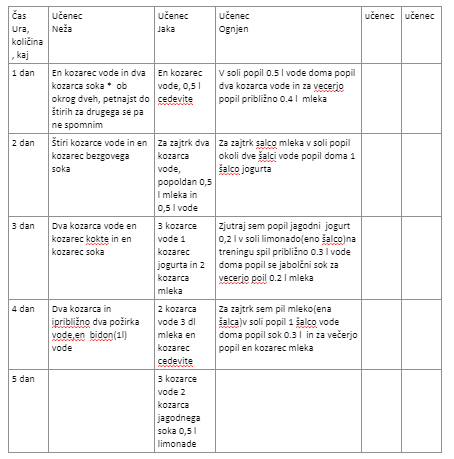 Čas
Ura,
količina
, kaj
Učenec
Neža
Učenec
Jaka
Učenec
Ognjen
učenec
učenec
1 dan
En kozarec vode in dva
kozarca soka * ob
okrog dveh, petnajst do
štirih za drugega se pa
ne spomnim
En kozarec
vode, 0,5 l
cedevite
V soli popil 0.5 l vode doma popil
dva kozarca vode in za vecerjo
popil približno 0.4 l mleka
2 dan
Štiri kozarce vode in en
kozarec bezgovega
soka
Za zajtrk dva
kozarca
vode,
popoldan 0,5
l mleka in
0,5 l vode
Za zajtrk salco mleka v soli popil
okoli dve šalci vode popil doma 1
šalco jogurta
3 dan
Dva kozarca vode en
kozarec kokte in en
kozarec soka
3 kozarce
vode 1
kozarec
jogurta in 2
kozarca
mleka
Zjutraj sem popil jagodni jogurt
0,2 l v soli limonado(eno šalco)na
treningu spil približno 0.3 l vode
doma popil se jabolčni sok za
vecerjo poil 0.2 l mleka
4 dan
Dva kozarca in
ipribližno dva požirka
vode,en bidon(1l)
vode
2 kozarca
vode 3 dl
mleka en
kozarec
cedevite
Za zajtrk sem pil mleko(ena
šalca)v soli popil 1 šalco vode
doma popil sok 0.3 l in za večerjo
popil en kozarec mleka
5 dan
3 kozarce
vode 2
kozarca
jagodnega
soka 0,5 l
limonade